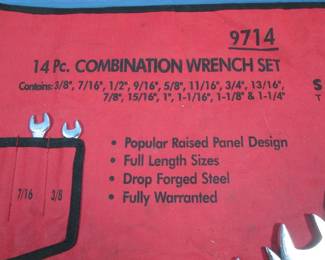 9714
14 Pc. COMBINATION WRENCH SET
Contains: 3/8", 7/16", 1/2", 9/16", 5/8", 11/16", 3/4", 13/16",
7/8", 15/16", 1", 1-1/16", 1-1/8" & 1-1/4"
S
T
• Popular Raised Panel Design
• Full Length Sizes
• Drop Forged Steel
• Fully Warranted
7/16 3/8